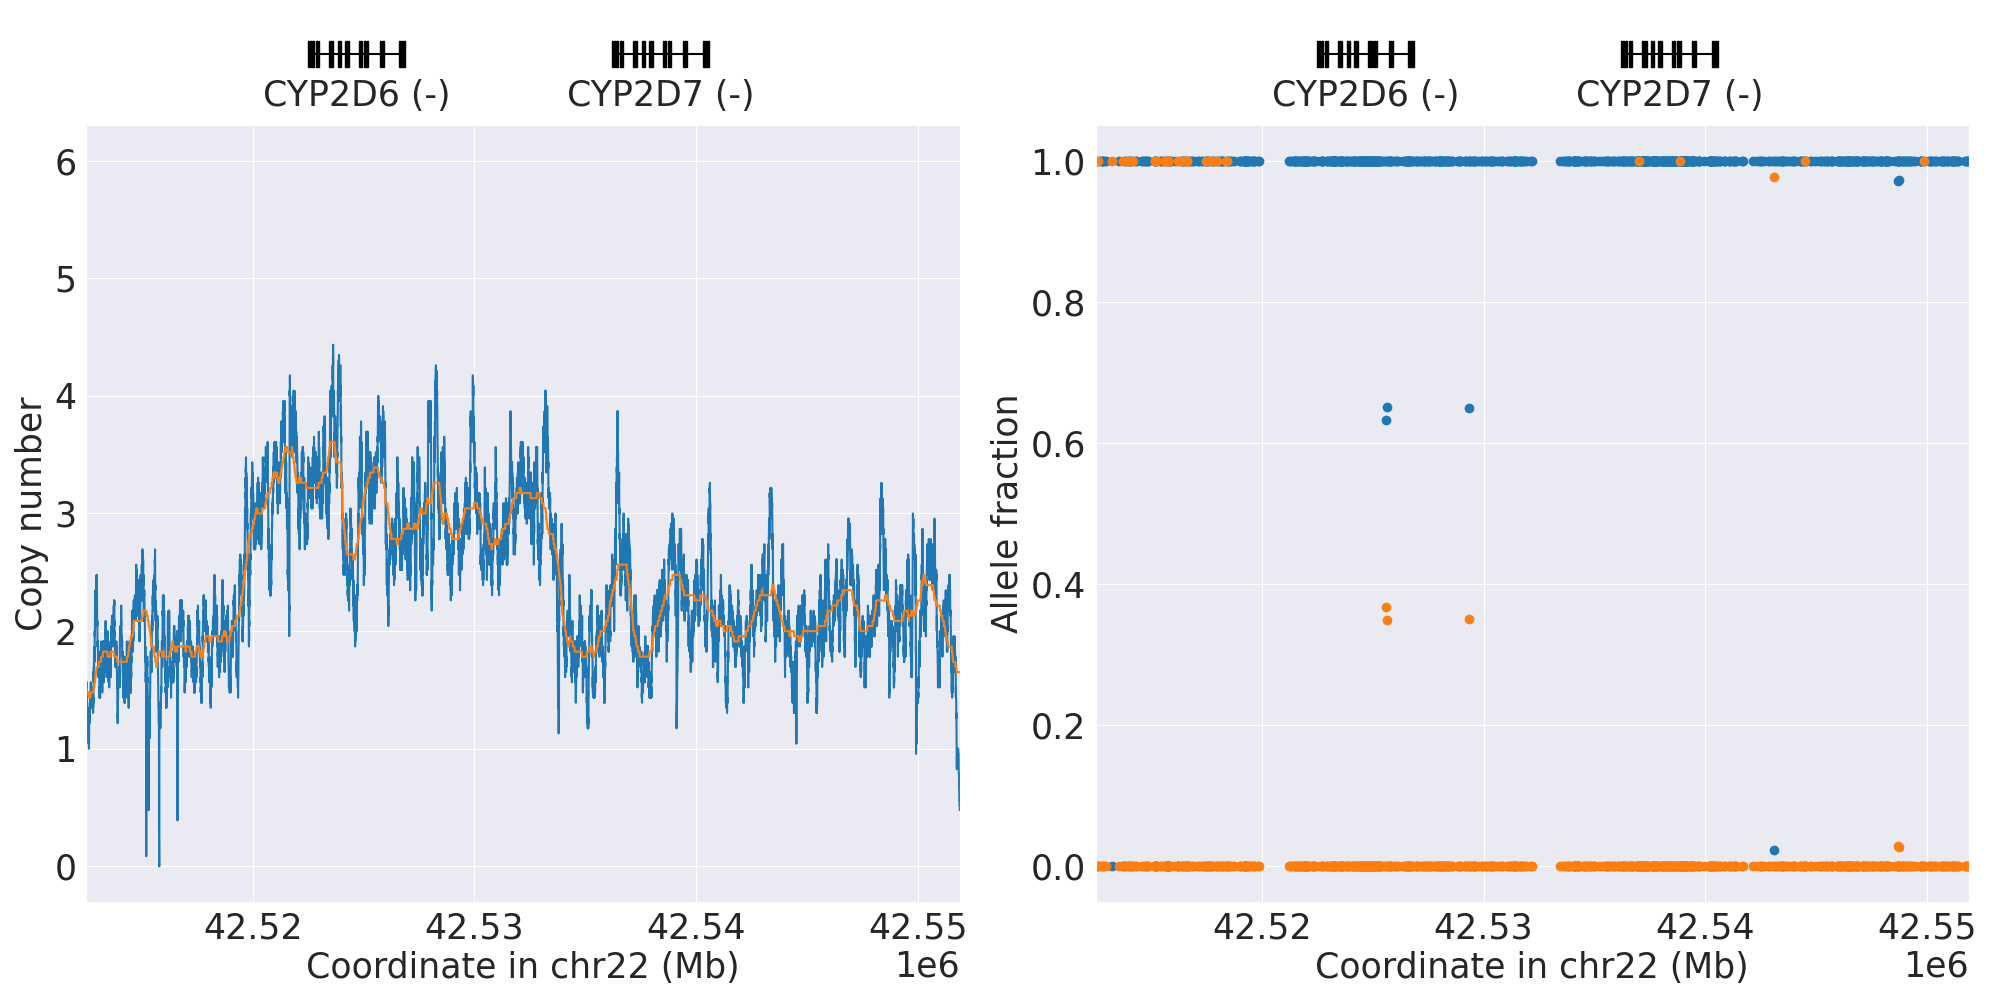 CYP2D6 (-)
CYP2D7 (-)
6
5
4
3
2
1
0
Copy number
42.52
42.53
42.54
42.55
Coordinate in chr22 (Mb)
1e6
CYP2D6 (-)
CYP2D7 (-)
1.0
0.8
0.6
0.4
0.2
0.0
Allele fraction
42.52
42.53
42.54
42.55
Coordinate in chr22 (Mb)
1e6